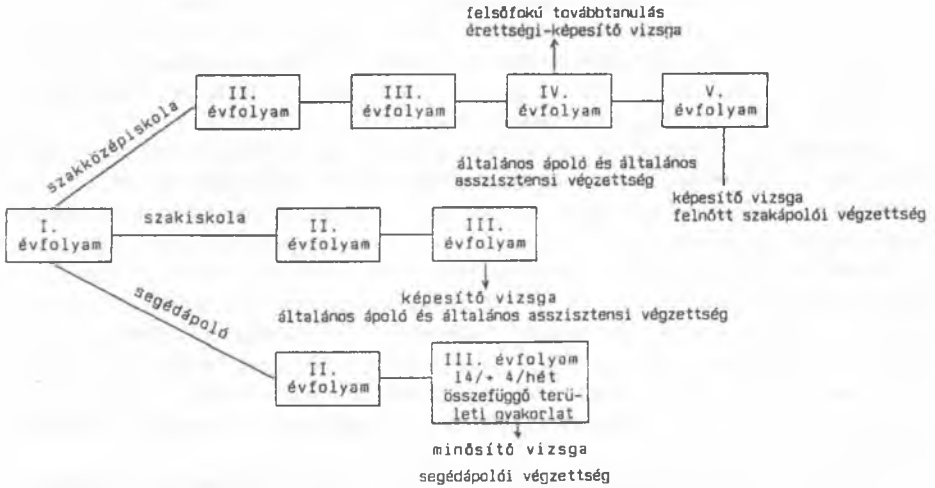 felsőfokú továbbtanulás
érettségi-képesítő vizsga
II.
évfolyam
III.
évfolyam
IV.
évfolyam
V.
évfolyam
szakközépiskola
általános ápoló és általános
asszisztensi végzettség
képesítő vizsga
felnőtt szakápolói végzettség
I.
évfolyam
szakiskola
II.
évfolyam
III.
évfolyam
képesítő vizsga
általános ápoló és általános asszisztensi végzettség
segédápoló
II.
évfolyam
III. évfolyam
14/+ 4/hét
összefüggő terü-
leti gyakorlat
minősítő vizsga
segédápolói végzettség